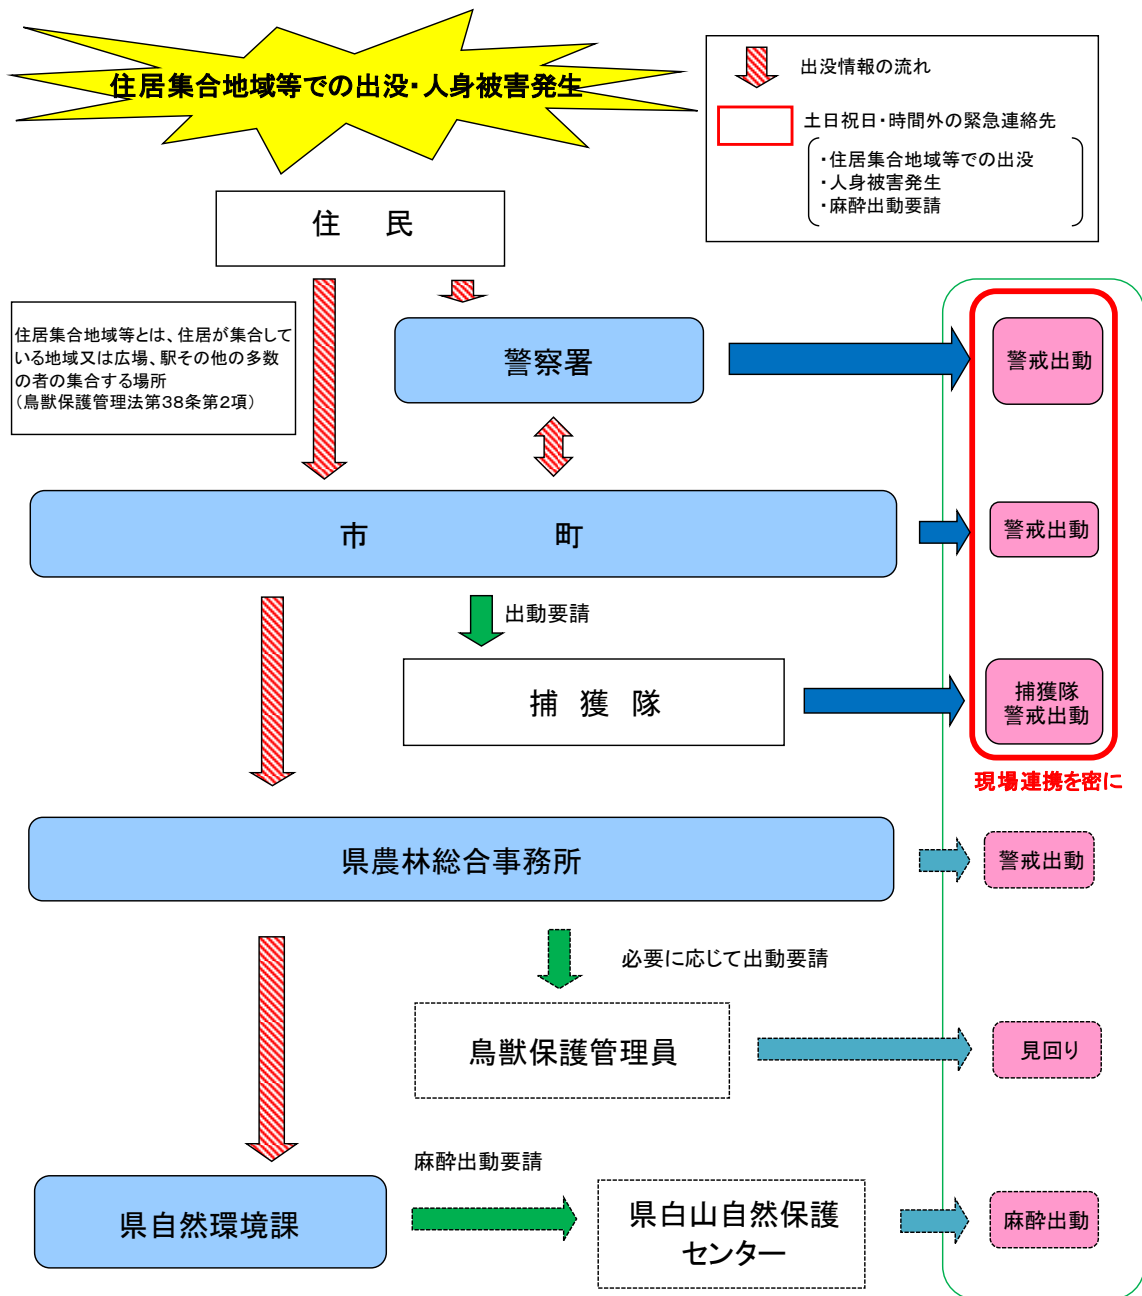 住居集合地域等での出没・人身被害発生
出没情報の流れ
土日祝日・時間外の緊急連絡先
・住居集合地域等での出没
・人身被害発生
・麻酔出動要請
住　民
住居集合地域等とは、住居が集合して
いる地域又は広場、駅その他の多数
の者の集合する場所
（鳥獣保護管理法第38条第2項）
警察署
警戒出動
市　町
警戒出動
出動要請
捕 獲 隊
捕獲隊
警戒出動
現場連携を密に
県農林総合事務所
警戒出動
必要に応じて出動要請
鳥獣保護管理員
見回り
麻酔出動要請
県自然環境課
県白山自然保護
センター
麻酔出動